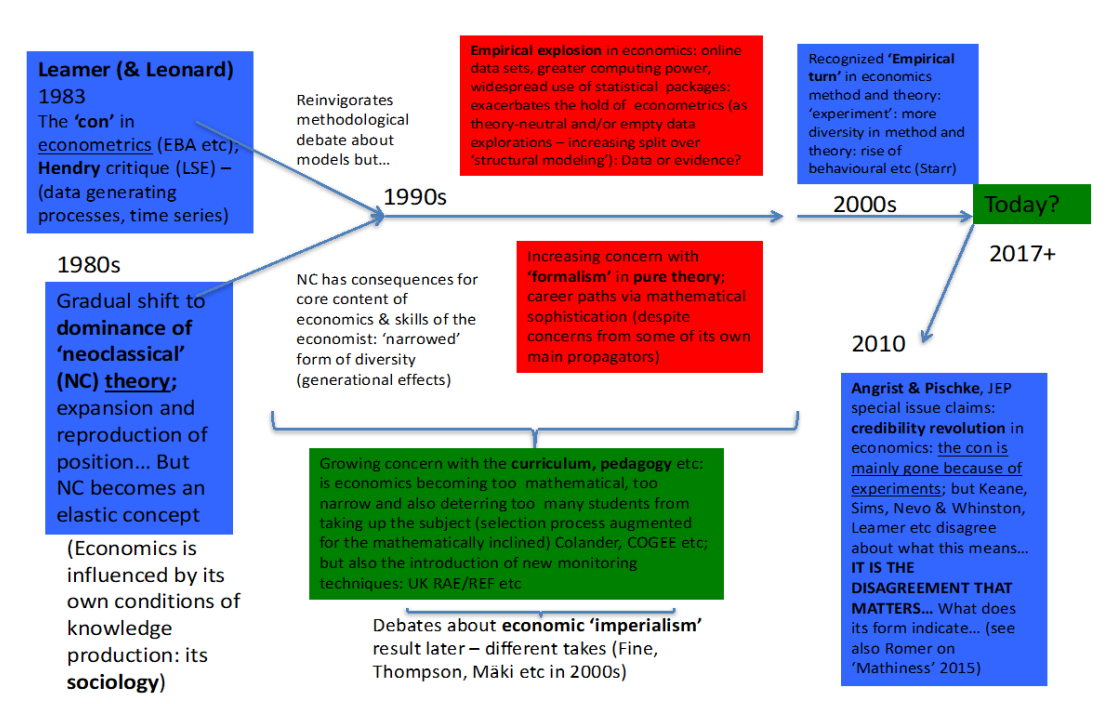 Leamer (& Leonard)
1983
The ‘con’ in
econometrics (EBA etc);
Hendry critique (LSE) –
(data generating
processes, time series)
1980s
Gradual shift to
dominance of
‘neoclassical’
(NC) theory;
expansion and
reproduction of
position… But
NC becomes an
elastic concept
(Economics is
influenced by its
own conditions of
knowledge
production: its
sociology)
Reinvigorates
methodological
debate about
models but…
1990s
NC has consequences for
core content of
economics & skills of the
economist: ‘narrowed’
form of diversity
(generational effects)
Empirical explosion in economics: online
data sets, greater computing power,
widespread use of statistical packages:
exacerbates the hold of econometrics (as
theory-neutral and/or empty data
explorations – increasing split over
‘structural modeling’): Data or evidence?
Increasing concern with
‘formalism’ in pure theory;
career paths via mathematical
sophistication (despite
concerns from some of its own
main propagators)
Growing concern with the curriculum, pedagogy etc:
is economics becoming too mathematical, too
narrow and also deterring too many students from
taking up the subject (selection process augmented
for the mathematically inclined) Colander, COGEE etc;
but also the introduction of new monitoring
techniques: UK RAE/REF etc
Debates about economic ‘imperialism’
result later – different takes (Fine,
Thompson, Mäki etc in 2000s)
Recognized ‘Empirical
turn’ in economics
method and theory:
‘experiment’: more
diversity in method and
theory: rise of
behavioural etc (Starr)
2000s
Today?
2017+
2010
Angrist & Pischke, JEP
special issue claims:
credibility revolution in
economics: the con is
mainly gone because of
experiments; but Keane,
Sims, Nevo & Whinston,
Leamer etc disagree
about what this means…
IT IS THE
DISAGREEMENT THAT
MATTERS… What does
its form indicate… (see
also Romer on
‘Mathiness’ 2015)